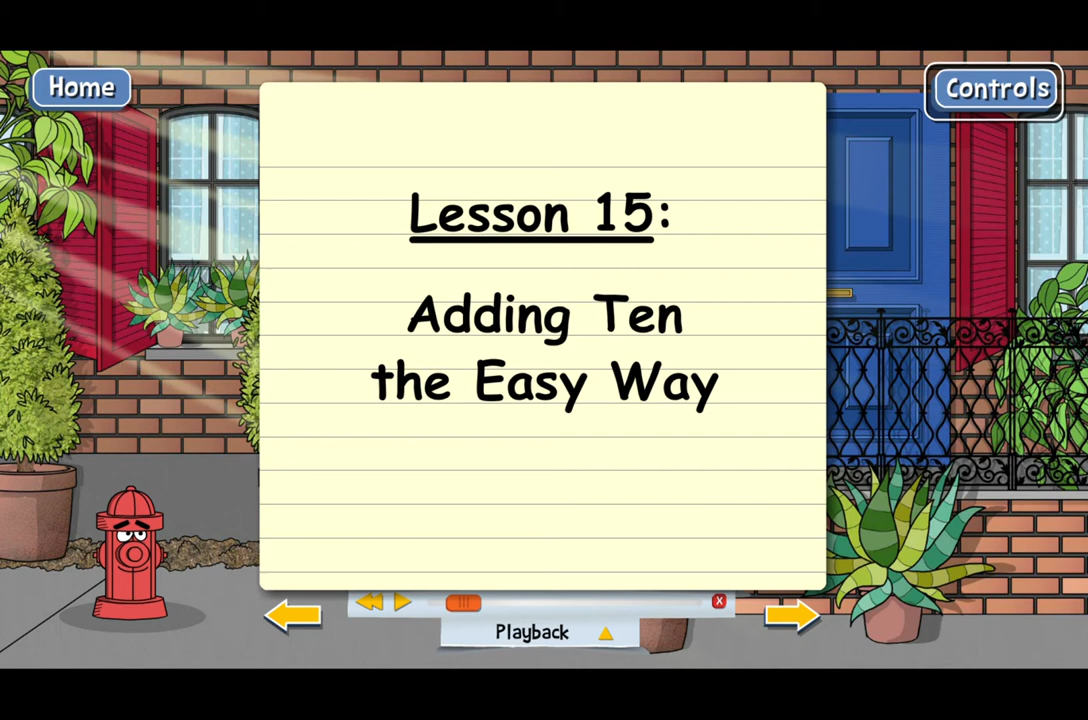 Home
Controls
Lesson 15:
Adding Ten
the Easy Way
X
Playback